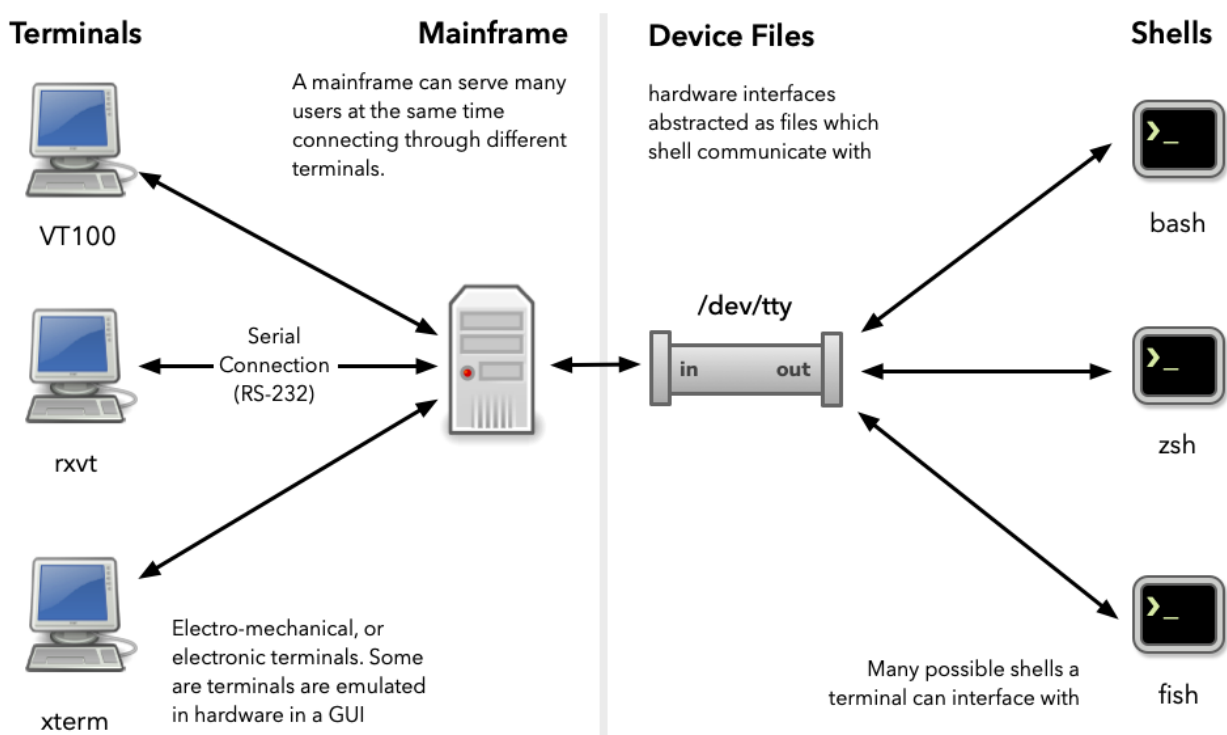 Terminals
Mainframe
Device Files
Shells
A mainframe can serve many
users at the same time
connecting through different
terminals.
hardware interfaces
abstracted as files which
shell communicate with
VT100
bash
/dev/tty
in
out
Serial
Connection
(RS-232)
rxvt
zsh
Electro-mechanical, or
electronic terminals. Some
are terminals are emulated
in hardware in a GUI
Many possible shells a
terminal can interface with
xterm
fish